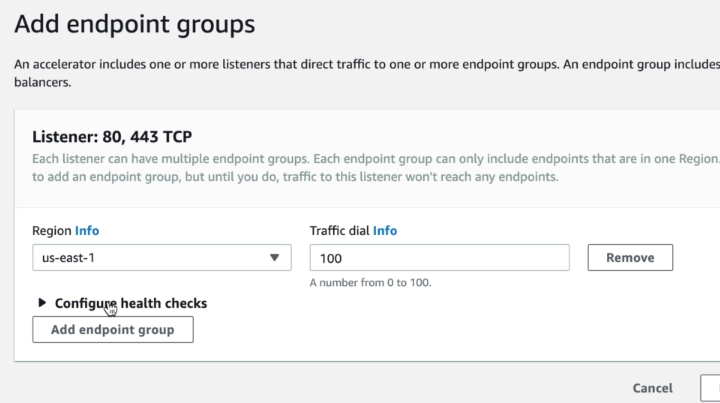 Add endpoint groups
An accelerator includes one or more listeners that direct traffic to one or more endpoint groups. An endpoint group includes
balancers.
Listener: 80, 443 TCP
Each listener can have multiple endpoint groups. Each endpoint group can only include endpoints that are in one Region.
to add an endpoint group, but until you do, traffic to this listener won't reach any endpoints.
Region Info
Traffic dial Info
us-east-1
100
Remove
A number from 0 to 100.
Configure health checks
Add endpoint group
Cancel